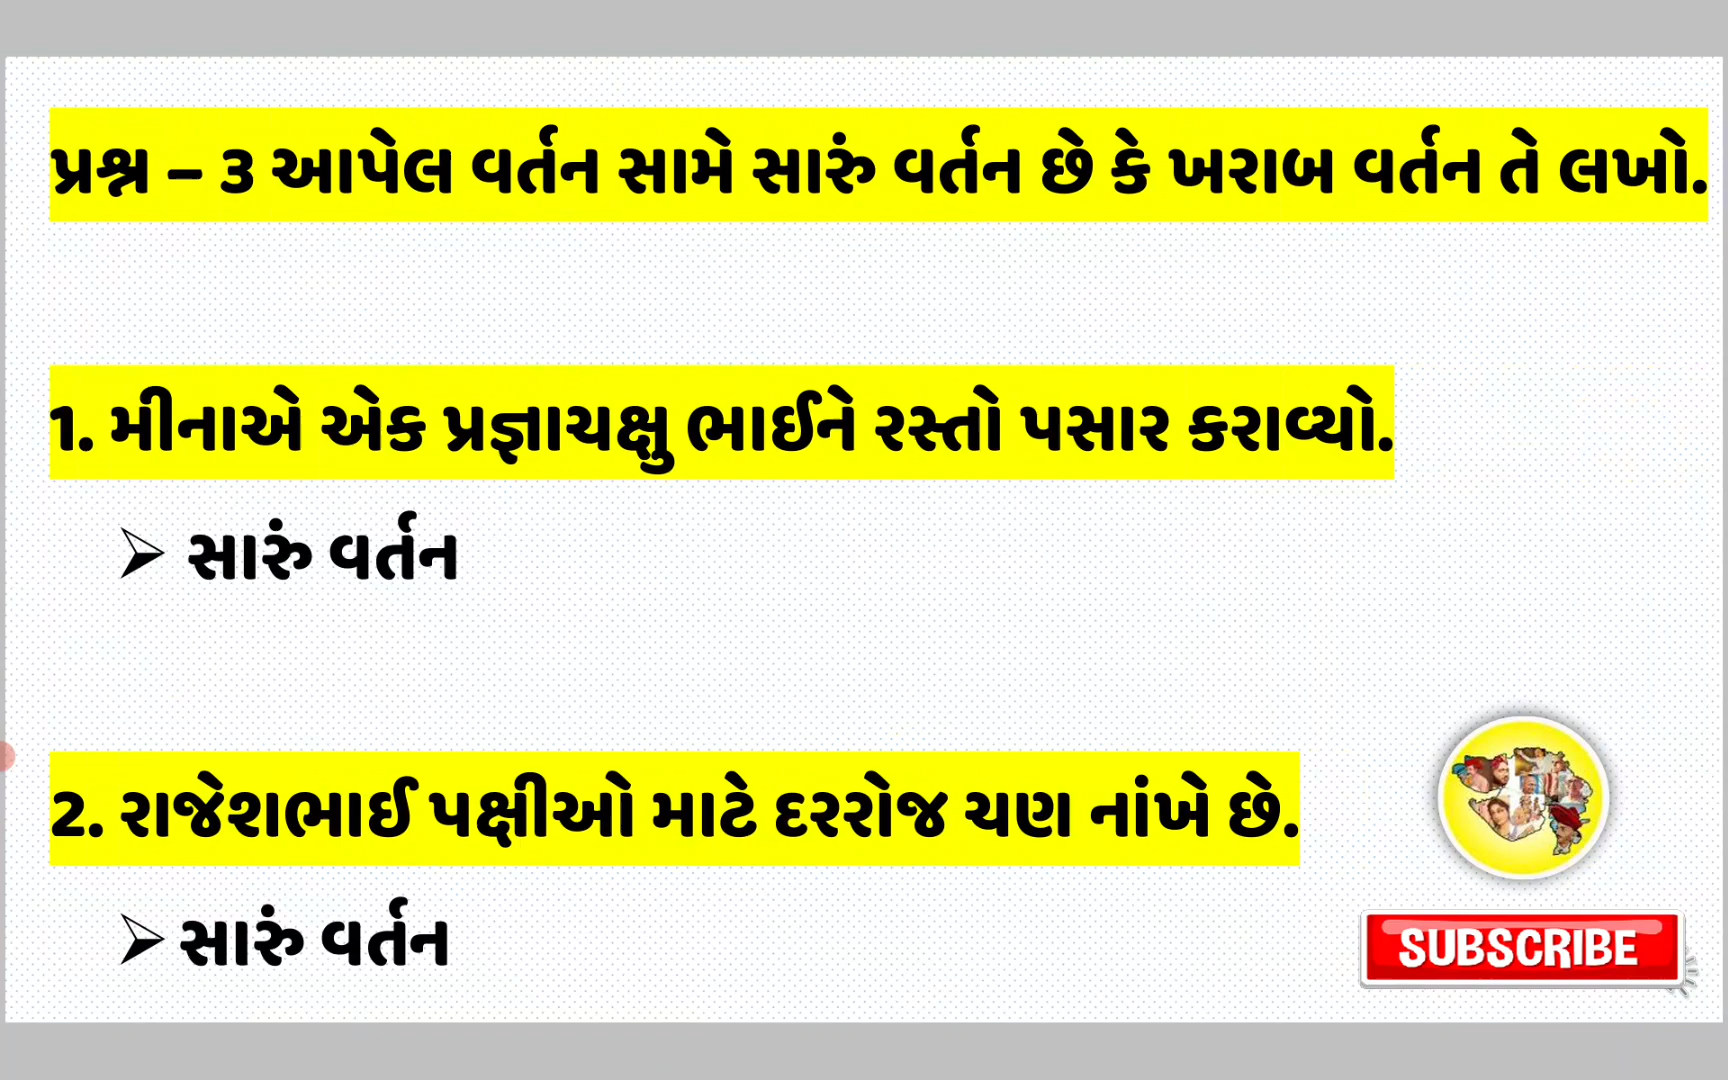 પ્રશ્ન – ૩ આપેલ વર્તન સામે સારું વર્તન છે કે ખરાબ વર્તન તે લખો.
1. મીનાએ એક પ્રજ્ઞાચક્ષુ ભાઈને રસ્તો પસાર કરાવ્યો.
➢ સારું વર્તન
2. રાજેશભાઈ પક્ષીઓ માટે દરરોજ ચણ નાંખે છે.
➢ સારું વર્તન
SUBSCRIBE